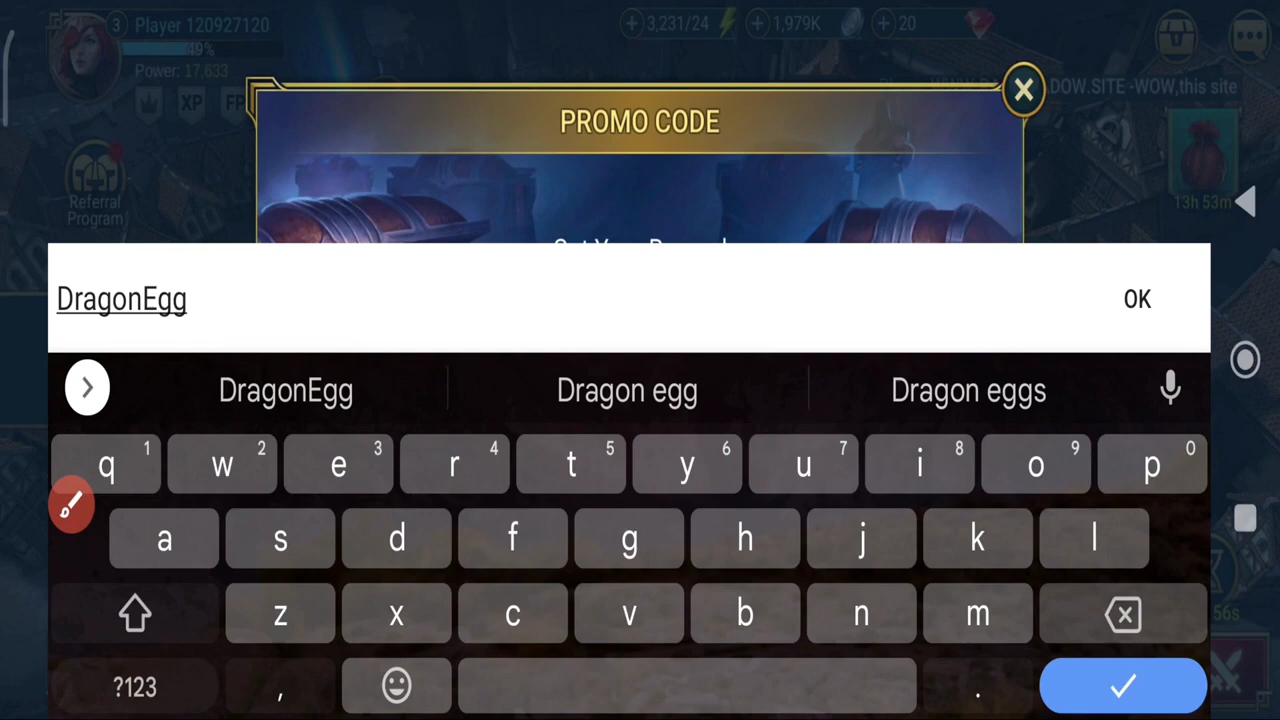 3 Player 120927120
3,231/24
1,979K
20
49%
Power: 17,633
XP
FP
DOW.SITE -WOW,this site
PROMO CODE
Referral
Program
13h 53m
DragonEgg
OK
DragonEgg
Dragon egg
Dragon eggs
q 1 w 2 e 3 r 4 t 5 y 6 u 7 i 8 o 9 p 0
a s d f g h j k l
z x c v b n m
56s
?123 , .